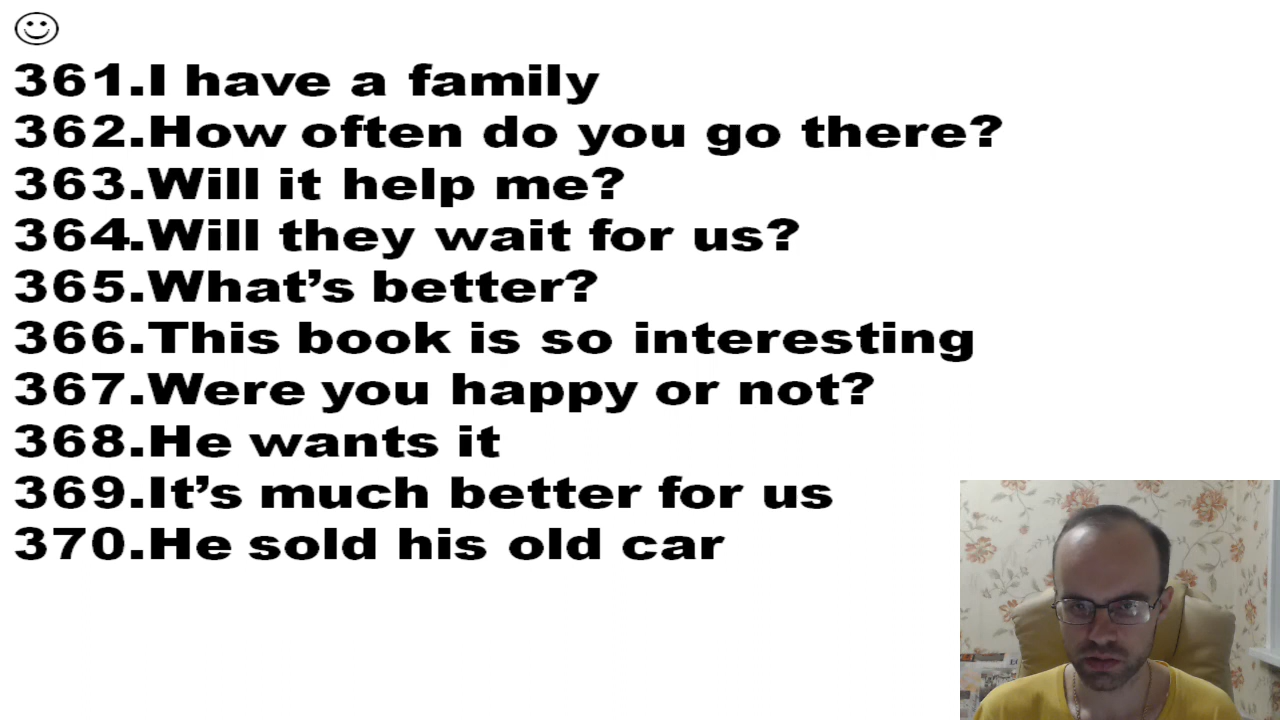 361.I have a family
362.How often do you go there?
363.Will it help me?
364.Will they wait for us?
365.What’s better?
366.This book is so interesting
367.Were you happy or not?
368.He wants it
369.It’s much better for us
370.He sold his old car